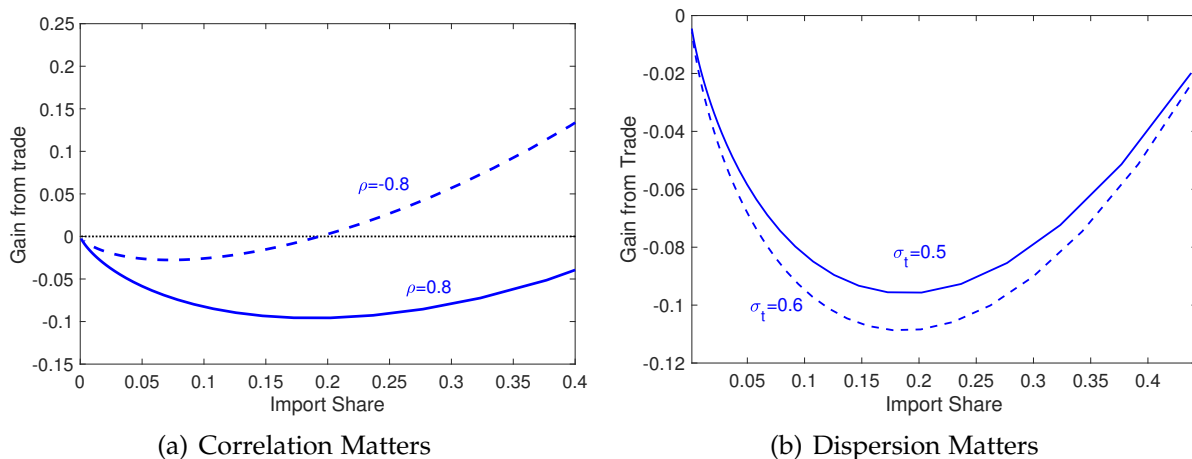 0.25
0.2
0.15
0.1
0.05
0
-0.05
-0.1
-0.15
Gain from trade
ρ=-0.8
ρ=0.8
0 0.05 0.1 0.15 0.2 0.25 0.3 0.35 0.4
Import Share
(a) Correlation Matters
0
-0.02
-0.04
-0.06
-0.08
-0.1
-0.12
Gain from Trade
σt=0.5
σt=0.6
0.05 0.1 0.15 0.2 0.25 0.3 0.35 0.4
Import Share
(b) Dispersion Matters